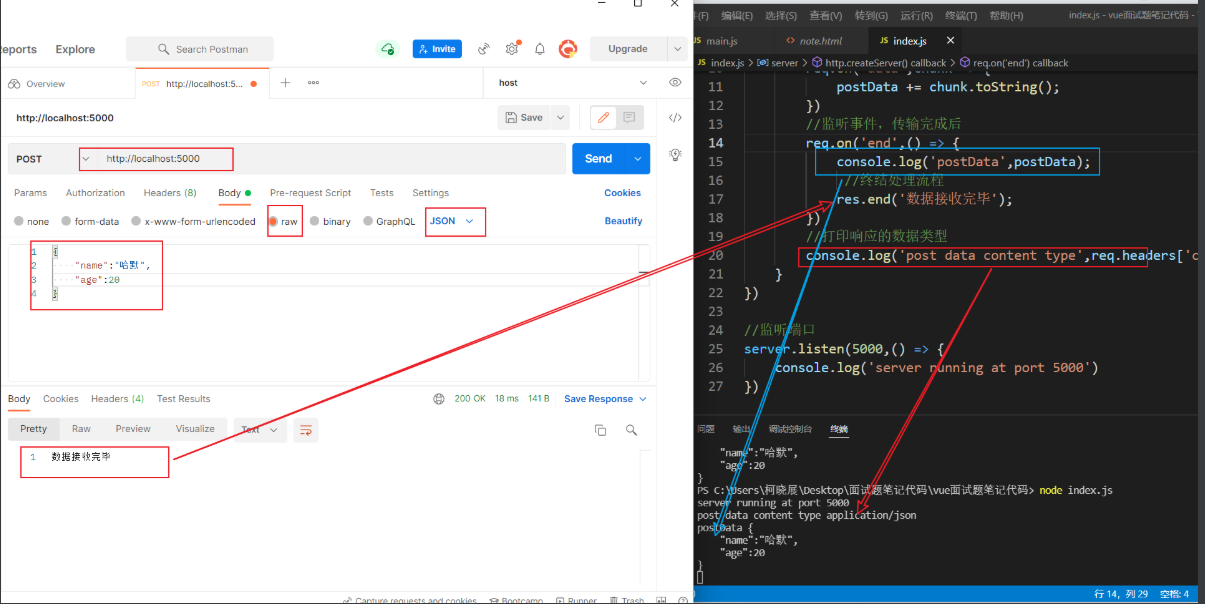 eports Explore Search Postman Invite Upgrade
Overview POST http://localhost:5... host
http://localhost:5000 Save
POST http://localhost:5000 Send
Params Authorization Headers (8) Body Pre-request Script Tests Settings Cookies
none form-data x-www-form-urlencoded raw binary GraphQL JSON Beautify
1 {
2 "name":"哈默",
3 "age":20
4 }
Body Cookies Headers (4) Test Results 200 OK 18 ms 141 B Save Response
Pretty Raw Preview Visualize Text
1 数据接收完毕
Capture requests and cookies Bootcamp Runner Trash
(F) 编辑(E) 选择(S) 查看(V) 转到(G) 运行(R) 终端(T) 帮助(H) index.js - vue面试题笔记代码 -
JS main.js <> note.html JS index.js
JS index.js > server > http.createServer() callback > req.on('end') callback
11 postData += chunk.toString();
12 })
13 //监听事件，传输完成后
14 req.on('end',() => {
15 console.log('postData',postData);
16 //终结处理流程
17 res.end('数据接收完毕');
18 })
19 //打印响应的数据类型
20 console.log('post data content type',req.headers['c
21 }
22 })
23
24 //监听端口
25 server.listen(5000,() => {
26 console.log('server running at port 5000')
27 })
问题 输出 调试控制台 终端
"name":"哈默",
"age":20
}
PS C:\Users\柯晓展\Desktop\面试题笔记代码\vue面试题笔记代码> node index.js
server running at port 5000
post data content type application/json
postData {
"name":"哈默",
"age":20
}
行 14，列 29 空格: 4